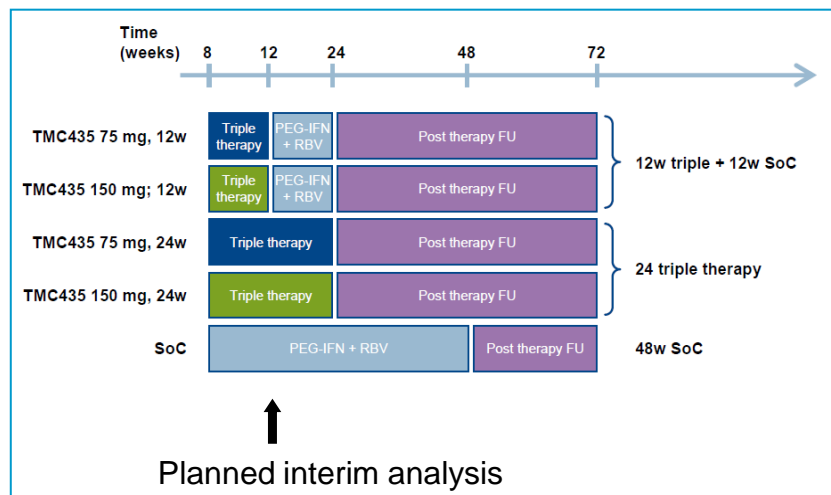 Time
(weeks)
8 12 24 48 72
TMC435 75 mg, 12w
Triple
therapy
PEG-IFN
+ RBV
Post therapy FU
TMC435 150 mg; 12w
Triple
therapy
PEG-IFN
+ RBV
Post therapy FU
12w triple + 12w SoC
TMC435 75 mg, 24w
Triple therapy
Post therapy FU
TMC435 150 mg, 24w
Triple therapy
Post therapy FU
24 triple therapy
SoC
PEG-IFN + RBV
Post therapy FU
48w SoC
Planned interim analysis